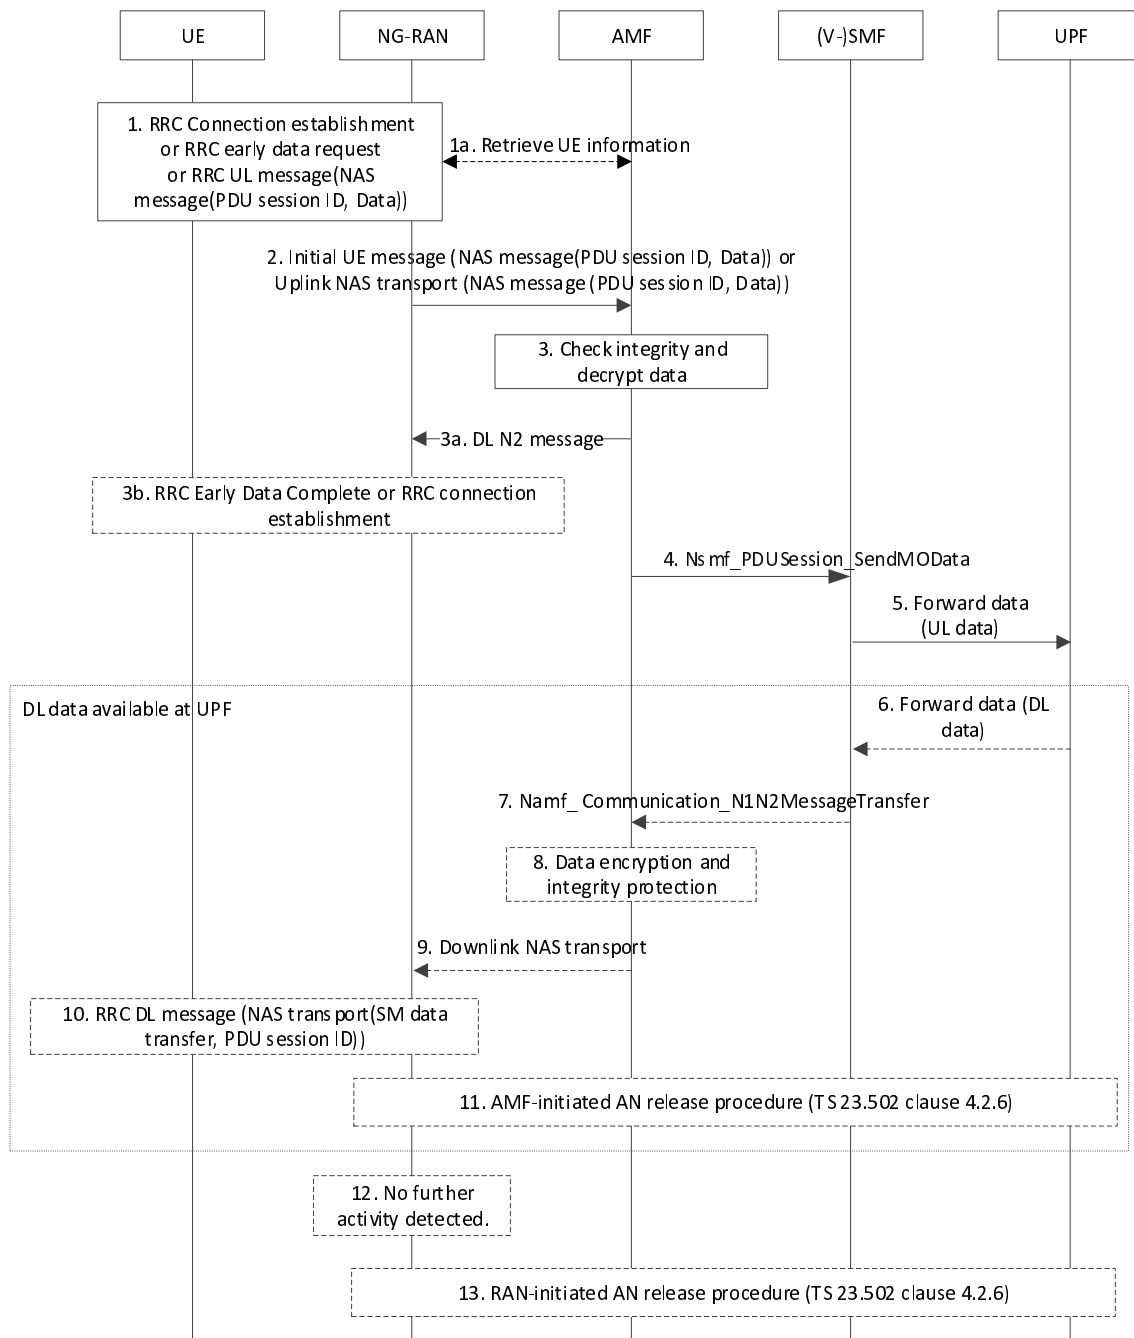 UE
NG-RAN
AMF
(V-)SMF
UPF
1. RRC Connection establishment
or RRC early data request
or RRC UL message(NAS
message(PDU session ID, Data))
1a. Retrieve UE information
2. Initial UE message (NAS message(PDU session ID, Data)) or
Uplink NAS transport (NAS message (PDU session ID, Data))
3. Check integrity and
decrypt data
3a. DL N2 message
3b. RRC Early Data Complete or RRC connection
establishment
4. Nsmf_PDUSession_SendMOData
5. Forward data
(UL data)
DL data available at UPF
6. Forward data (DL
data)
7. Namf_ Communication_N1N2MessageTransfer
8. Data encryption and
integrity protection
9. Downlink NAS transport
10. RRC DL message (NAS transport(SM data
transfer, PDU session ID))
11. AMF-initiated AN release procedure (TS 23.502 clause 4.2.6)
12. No further
activity detected.
13. RAN-initiated AN release procedure (TS 23.502 clause 4.2.6)